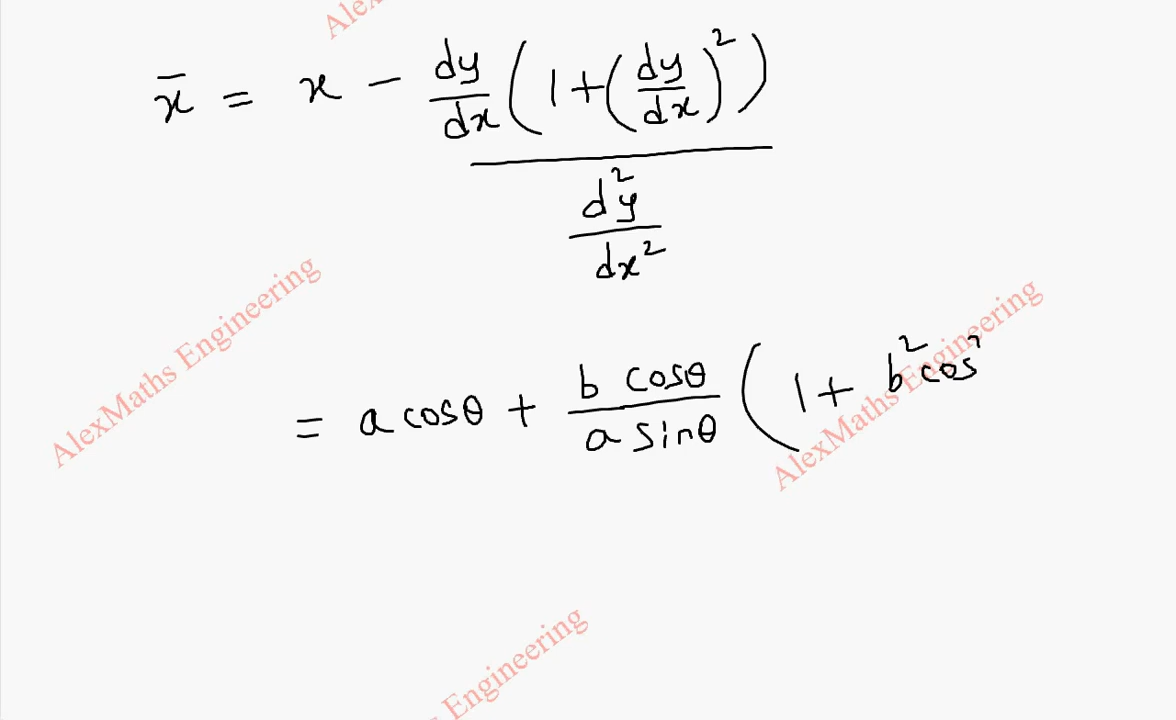 x̄ = x − dy/dx (1 + (dy/dx)²)
d²y/dx²
= a cosθ + b cosθ / a sinθ (1 + b² cos²
AlexMaths Engineering
AlexMaths Engineering
Engineering